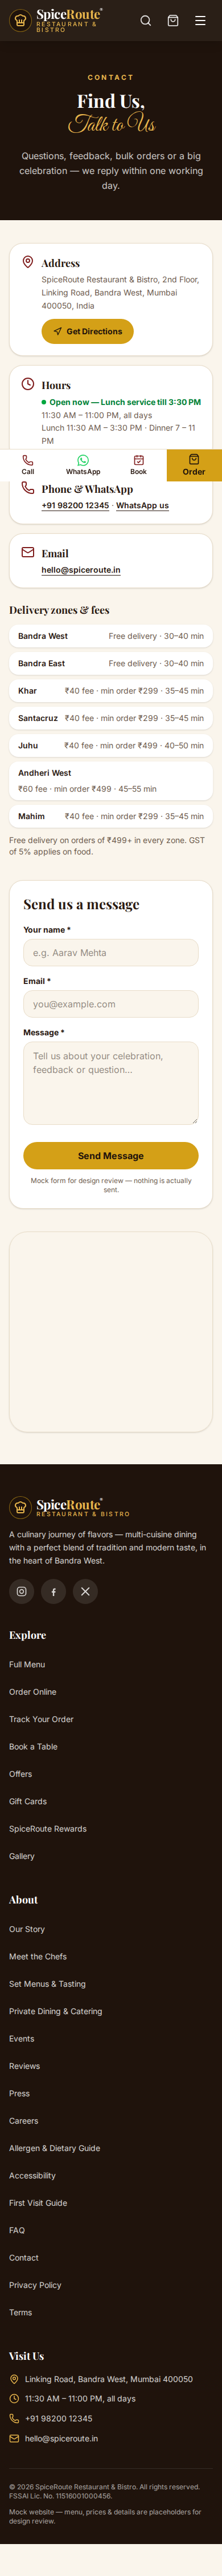 SpiceRoute
RESTAURANT &
BISTRO
CONTACT
Find Us,
Talk to Us
Questions, feedback, bulk orders or a big
celebration — we reply within one working
day.
Address
SpiceRoute Restaurant & Bistro, 2nd Floor,
Linking Road, Bandra West, Mumbai
400050, India
Get Directions
Hours
Open now — Lunch service till 3:30 PM
11:30 AM – 11:00 PM, all days
Lunch 11:30 AM – 3:30 PM · Dinner 7 – 11
PM
Call
WhatsApp
Book
Order
Phone & WhatsApp
+91 98200 12345 · WhatsApp us
Email
hello@spiceroute.in
Delivery zones & fees
Bandra West Free delivery · 30–40 min
Bandra East Free delivery · 30–40 min
Khar ₹40 fee · min order ₹299 · 35–45 min
Santacruz ₹40 fee · min order ₹299 · 35–45 min
Juhu ₹40 fee · min order ₹499 · 40–50 min
Andheri West
₹60 fee · min order ₹499 · 45–55 min
Mahim ₹40 fee · min order ₹299 · 35–45 min
Free delivery on orders of ₹499+ in every zone. GST
of 5% applies on food.
Send us a message
Your name *
e.g. Aarav Mehta
Email *
you@example.com
Message *
Tell us about your celebration,
feedback or question…
Send Message
Mock form for design review — nothing is actually
sent.
SpiceRoute
RESTAURANT & BISTRO
A culinary journey of flavors — multi-cuisine dining
with a perfect blend of tradition and modern taste, in
the heart of Bandra West.
Explore
Full Menu
Order Online
Track Your Order
Book a Table
Offers
Gift Cards
SpiceRoute Rewards
Gallery
About
Our Story
Meet the Chefs
Set Menus & Tasting
Private Dining & Catering
Events
Reviews
Press
Careers
Allergen & Dietary Guide
Accessibility
First Visit Guide
FAQ
Contact
Privacy Policy
Terms
Visit Us
Linking Road, Bandra West, Mumbai 400050
11:30 AM – 11:00 PM, all days
+91 98200 12345
hello@spiceroute.in
© 2026 SpiceRoute Restaurant & Bistro. All rights reserved.
FSSAI Lic. No. 11516001000456.
Mock website — menu, prices & details are placeholders for
design review.